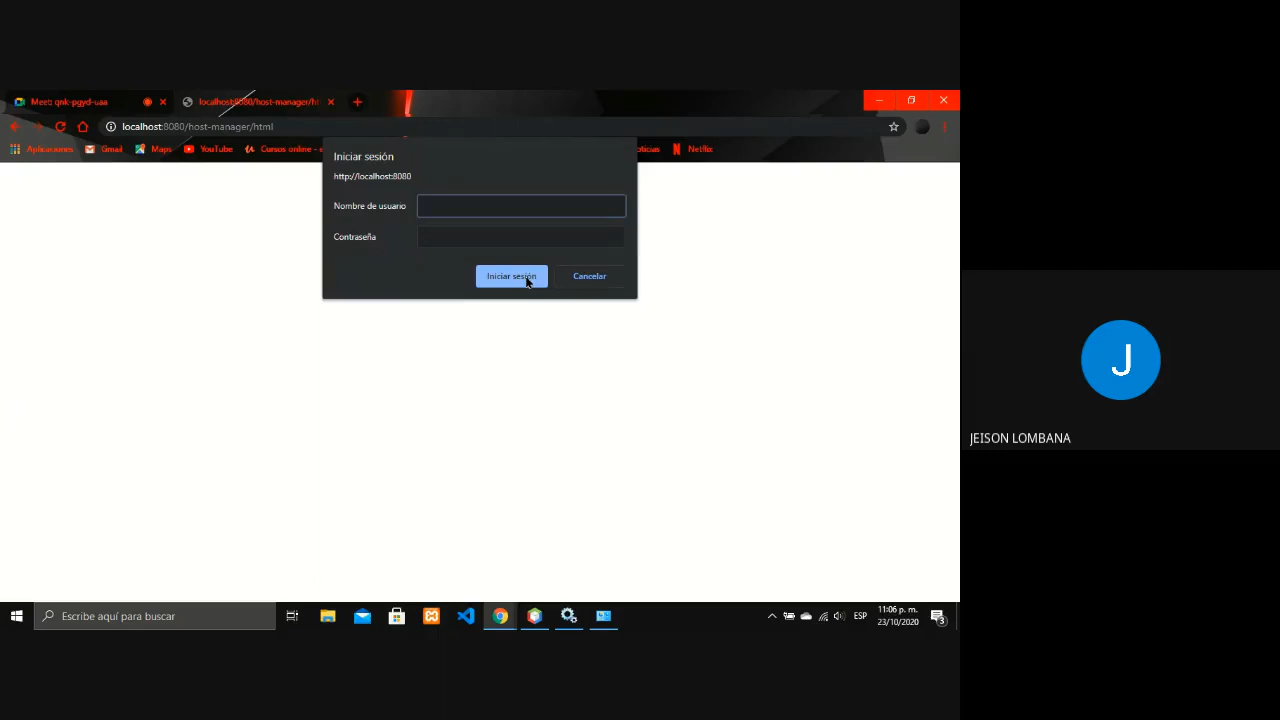 Meet: qnk-pgyd-uaa
localhost:8080/host-manager/ht
localhost:8080/host-manager/html
Aplicaciones Gmail Maps YouTube Cursos online - e oticias Netflix
Iniciar sesión
http://localhost:8080
Nombre de usuario
Contraseña
Iniciar sesión Cancelar
J
JEISON LOMBANA
Escribe aquí para buscar
ESP
11:06 p. m.
23/10/2020
3